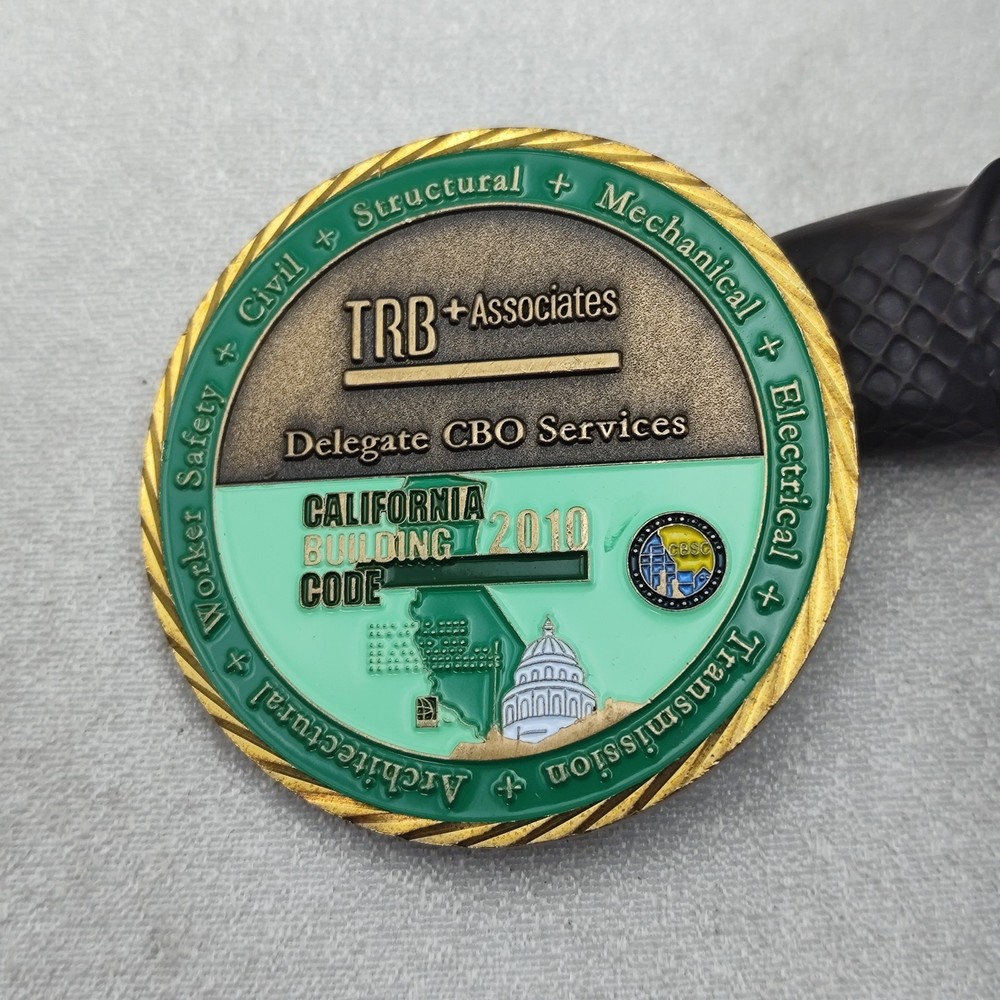 Architectural + Worker Safety + Civil + Structural + Mechanical + Electrical + Transmission +
TRB + Associates
Delegate CBO Services
CALIFORNIA
BUILDING 2010
CODE
CBSC